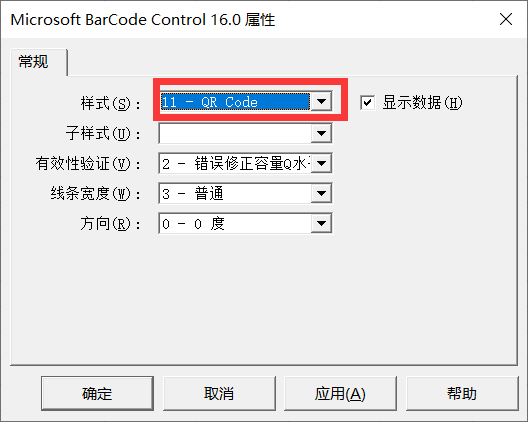 Microsoft BarCode Control 16.0 属性
常规
样式(S): 11 - QR Code 显示数据(H)
子样式(U):
有效性验证(V): 2 - 错误修正容量Q水
线条宽度(W): 3 - 普通
方向(R): 0 - 0 度
确定 取消 应用(A) 帮助